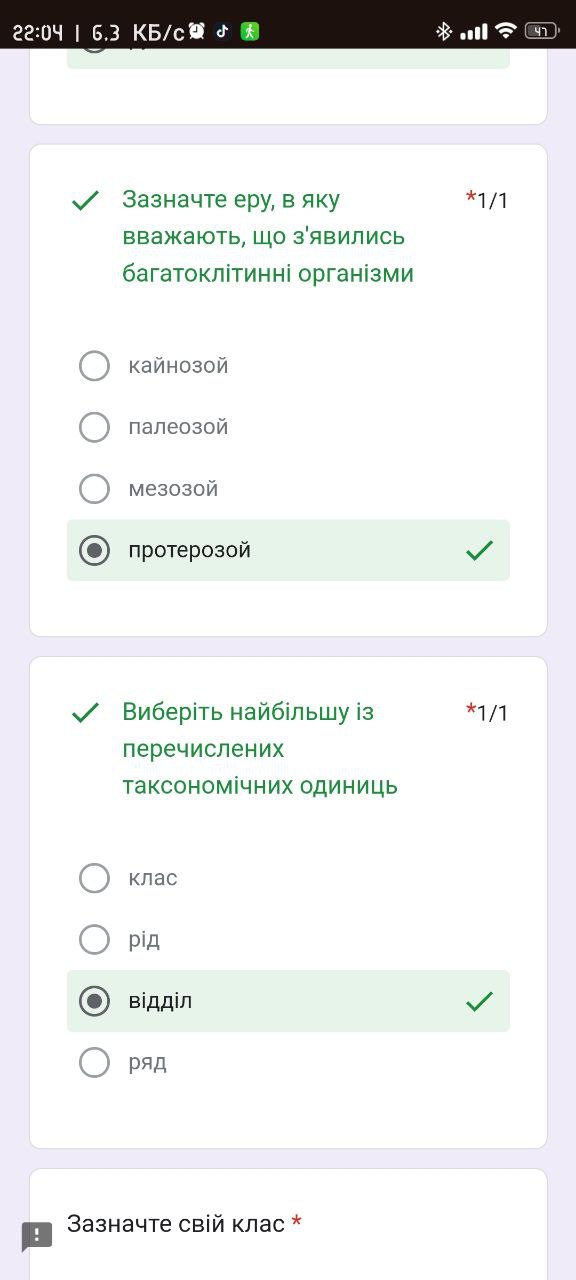 22:04 | 6.3 КБ/с
47
Зазначте еру, в яку
*1/1
вважають, що з'явились
багатоклітинні організми
кайнозой
палеозой
мезозой
протерозой
Виберіть найбільшу із
*1/1
перечислених
таксономічних одиниць
клас
рід
відділ
ряд
Зазначте свій клас *